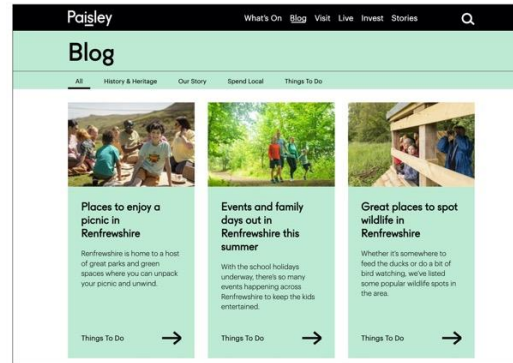 Paisley
What's On Blog Visit Live Invest Stories
Blog
All History & Heritage Our Story Spend Local Things To Do
Places to enjoy a
picnic in
Renfrewshire
Renfrewshire is home to a host
of great parks and green
spaces where you can unpack
your picnic and unwind.
Things To Do
Events and family
days out in
Renfrewshire this
summer
With the school holidays
underway, there's so many
events happening across
Renfrewshire to keep the kids
entertained.
Things To Do
Great places to spot
wildlife in
Renfrewshire
Whether it's somewhere to
feed the ducks or do a bit of
bird watching, we've listed
some popular wildlife spots in
the area.
Things To Do